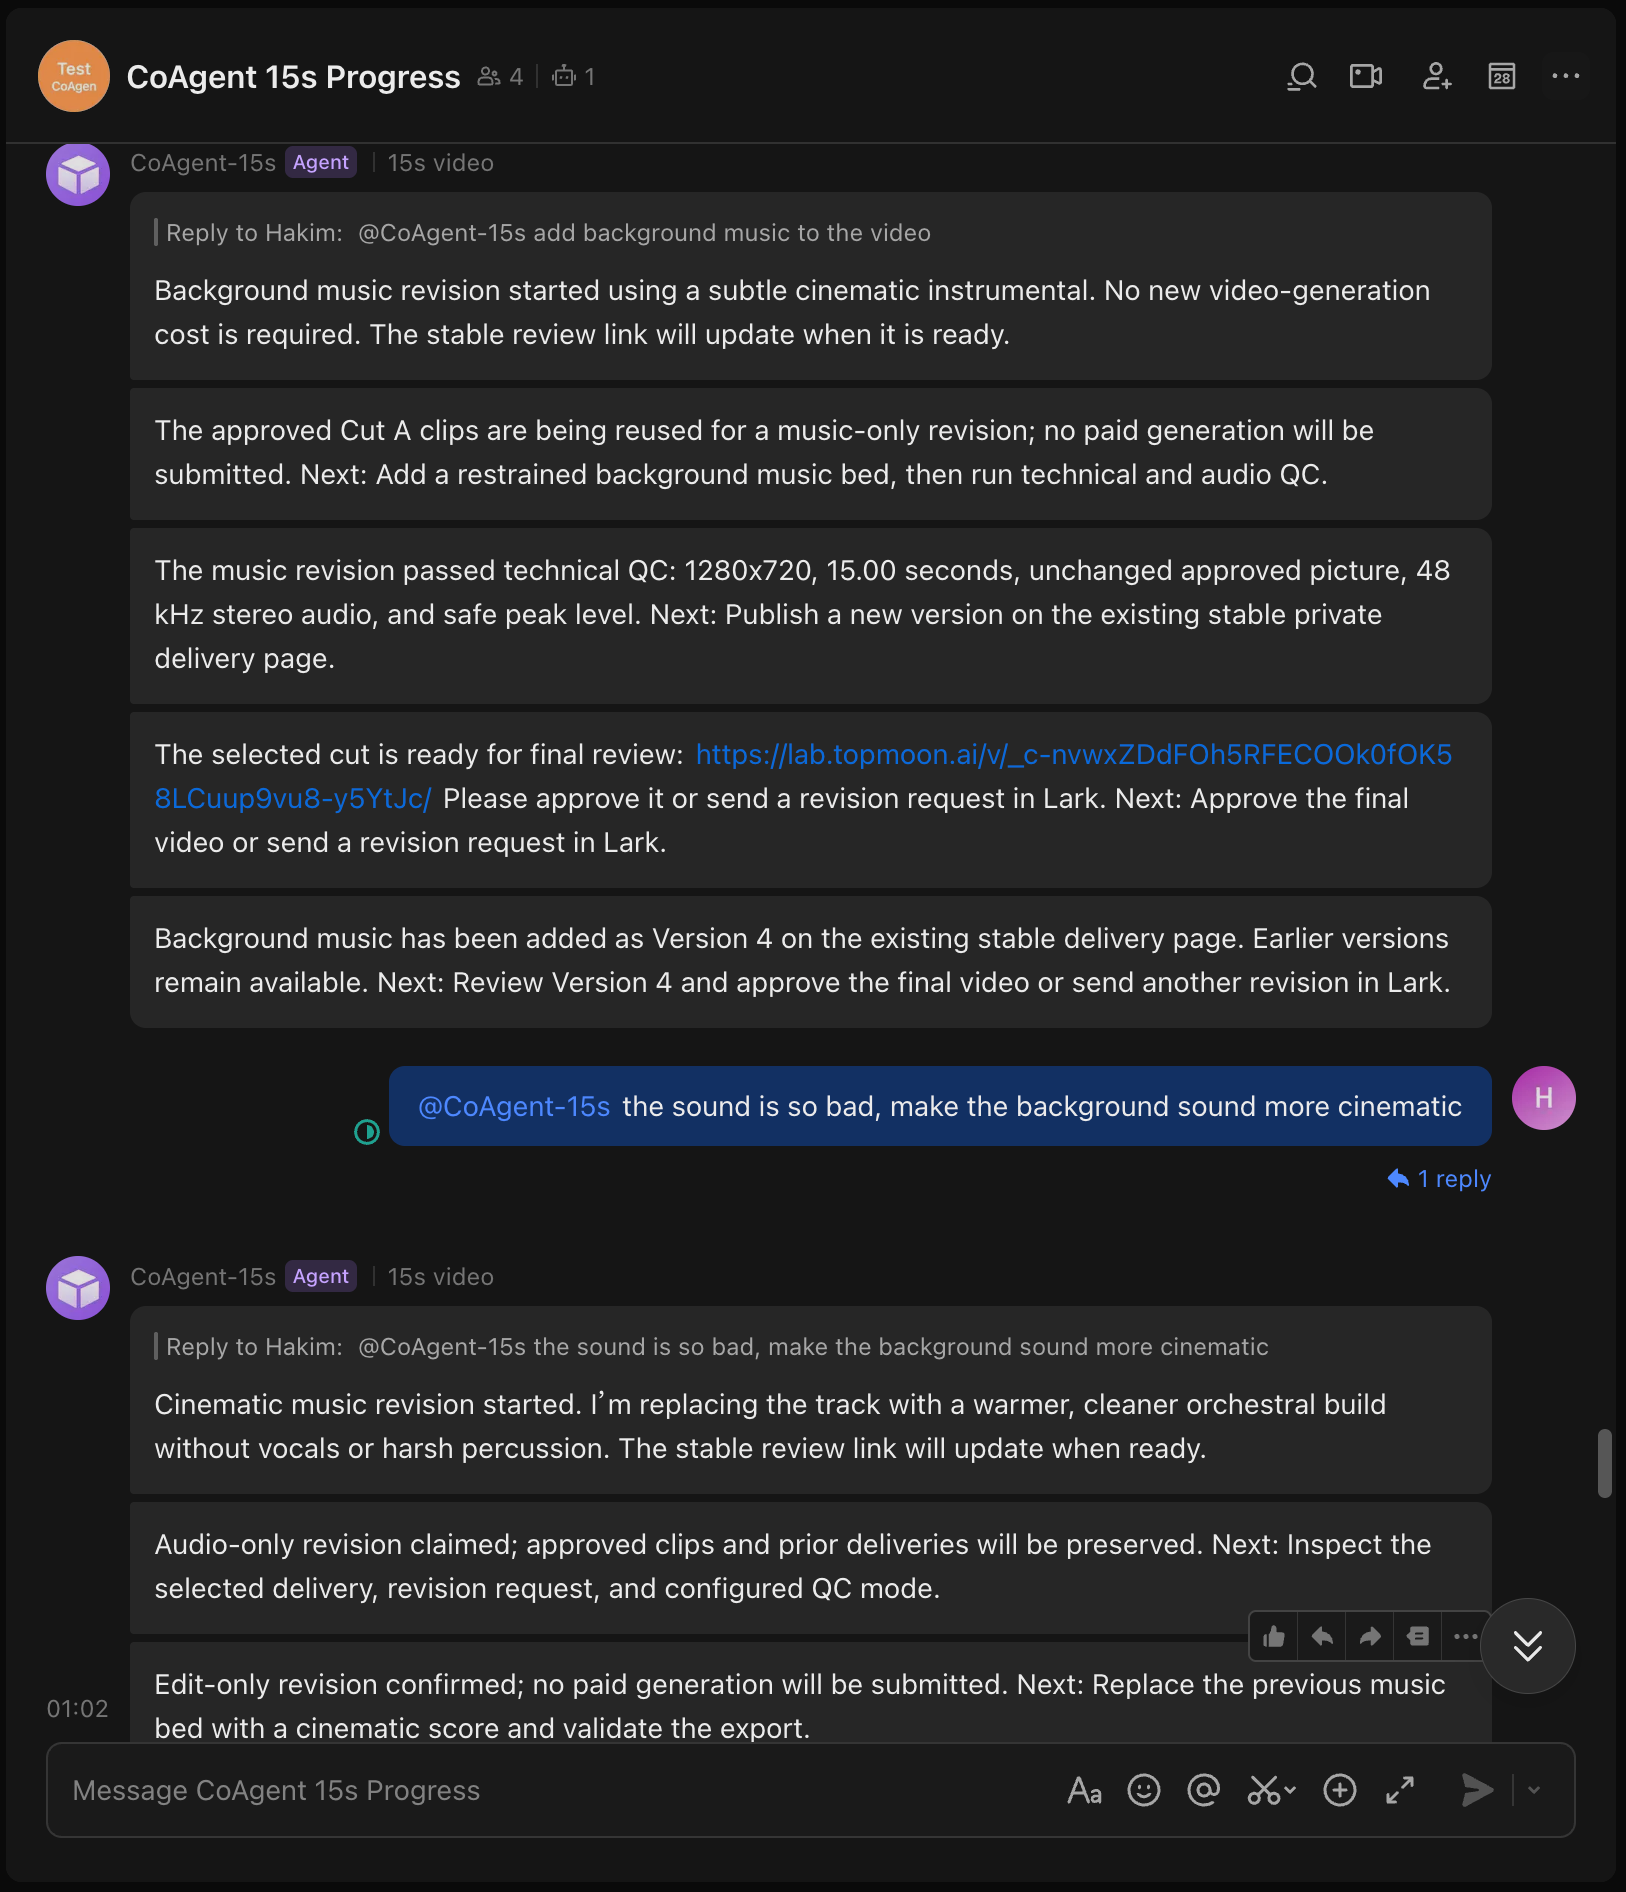 Test
CoAgen
CoAgent 15s Progress
4
1
28
CoAgent-15s Agent 15s video
Reply to Hakim: @CoAgent-15s add background music to the video
Background music revision started using a subtle cinematic instrumental. No new video-generation
cost is required. The stable review link will update when it is ready.
The approved Cut A clips are being reused for a music-only revision; no paid generation will be
submitted. Next: Add a restrained background music bed, then run technical and audio QC.
The music revision passed technical QC: 1280x720, 15.00 seconds, unchanged approved picture, 48
kHz stereo audio, and safe peak level. Next: Publish a new version on the existing stable private
delivery page.
The selected cut is ready for final review: https://lab.topmoon.ai/v/_c-nvwxZDdFOh5RFECOOk0fOK5
8LCuup9vu8-y5YtJc/ Please approve it or send a revision request in Lark. Next: Approve the final
video or send a revision request in Lark.
Background music has been added as Version 4 on the existing stable delivery page. Earlier versions
remain available. Next: Review Version 4 and approve the final video or send another revision in Lark.
@CoAgent-15s the sound is so bad, make the background sound more cinematic
H
1 reply
CoAgent-15s Agent 15s video
Reply to Hakim: @CoAgent-15s the sound is so bad, make the background sound more cinematic
Cinematic music revision started. I’m replacing the track with a warmer, cleaner orchestral build
without vocals or harsh percussion. The stable review link will update when ready.
Audio-only revision claimed; approved clips and prior deliveries will be preserved. Next: Inspect the
selected delivery, revision request, and configured QC mode.
Edit-only revision confirmed; no paid generation will be submitted. Next: Replace the previous music
bed with a cinematic score and validate the export.
01:02
Message CoAgent 15s Progress
Aa